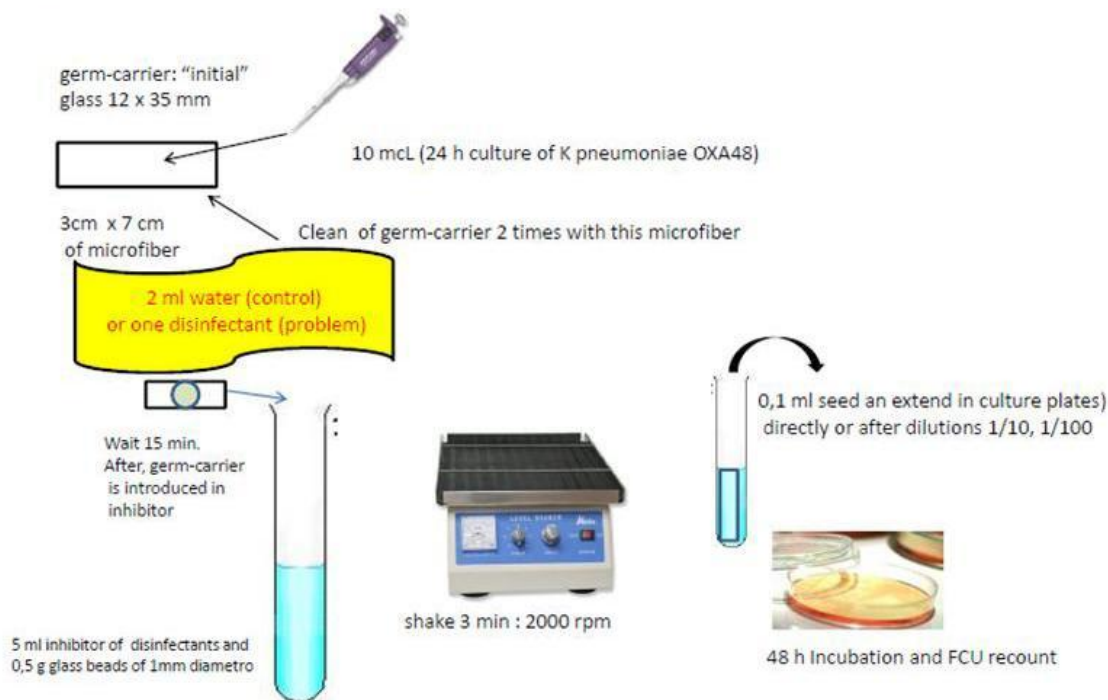 germ-carrier: “initial”
glass 12 x 35 mm
10 mcL (24 h culture of K pneumoniae OXA48)
3cm x 7 cm
of microfiber
Clean of germ-carrier 2 times with this microfiber
2 ml water (control)
or one disinfectant (problem)
Wait 15 min.
After, germ-carrier
is introduced in
inhibitor
:
5 ml inhibitor of disinfectants and
0,5 g glass beads of 1mm diametro
LEVEL SHAKER
shake 3 min : 2000 rpm
:
0,1 ml seed an extend in culture plates)
directly or after dilutions 1/10, 1/100
48 h Incubation and FCU recount